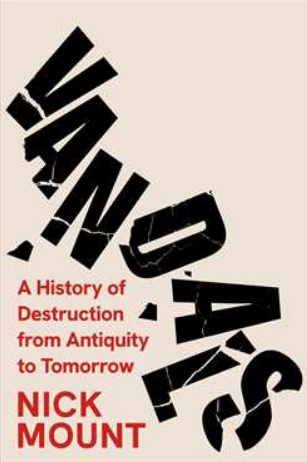 VANDALS
A History of
Destruction
from Antiquity
to Tomorrow
NICK
MOUNT